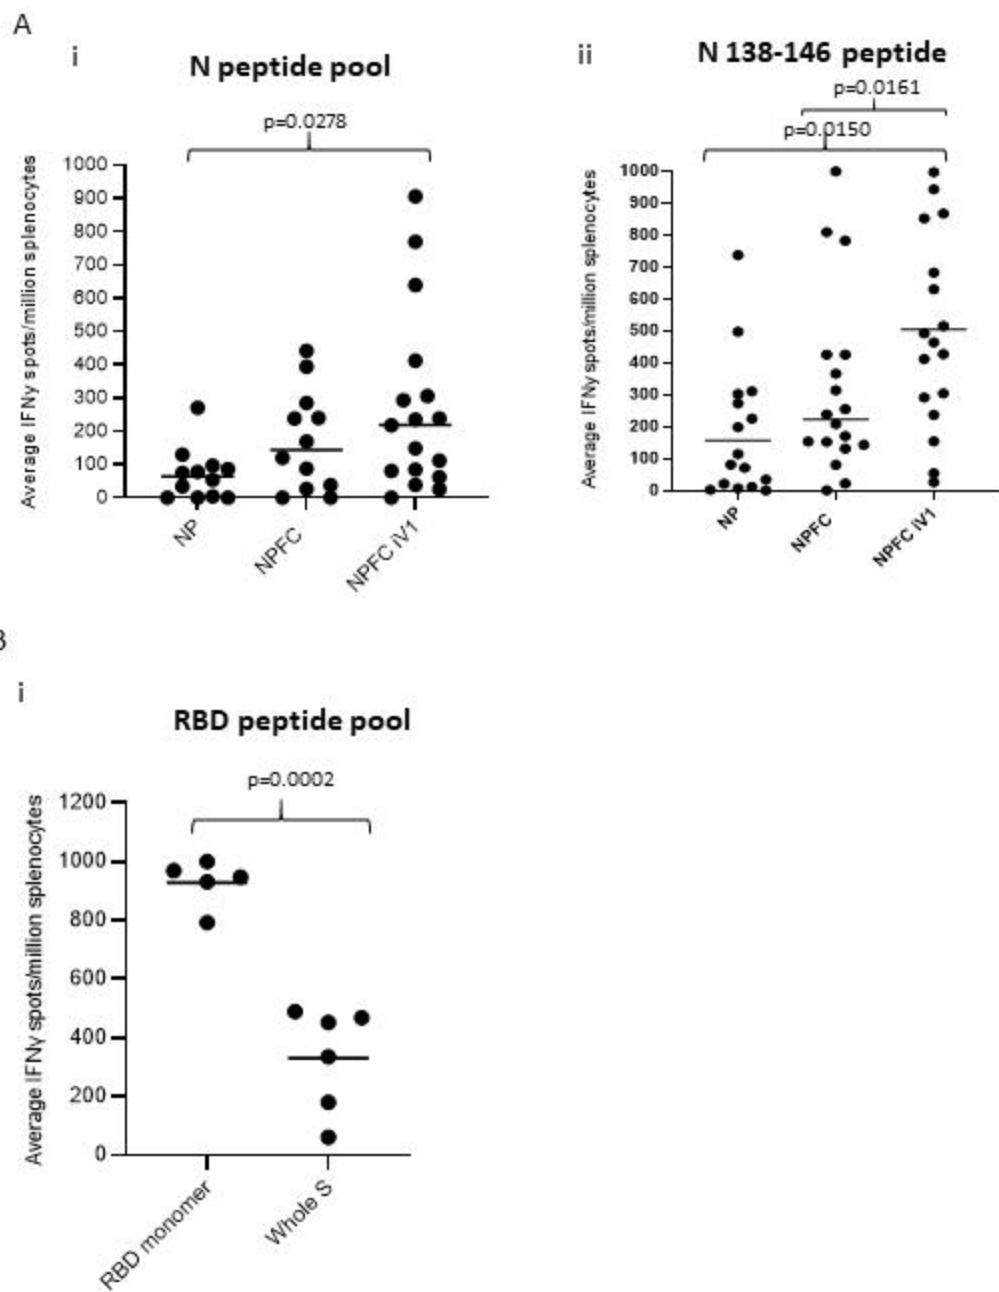 A
i
N peptide pool
p=0.0278
Average IFNγ spots/million splenocytes
1000
900
800
700
600
500
400
300
200
100
0
NP
NPFC
NPFC iV1
ii
N 138-146 peptide
p=0.0161
p=0.0150
Average IFNγ spots/million splenocytes
1000
900
800
700
600
500
400
300
200
100
0
NP
NPFC
NPFC iV1
i
RBD peptide pool
p=0.0002
Average IFNγ spots/million splenocytes
1200
1000
800
600
400
200
0
RBD monomer
Whole S